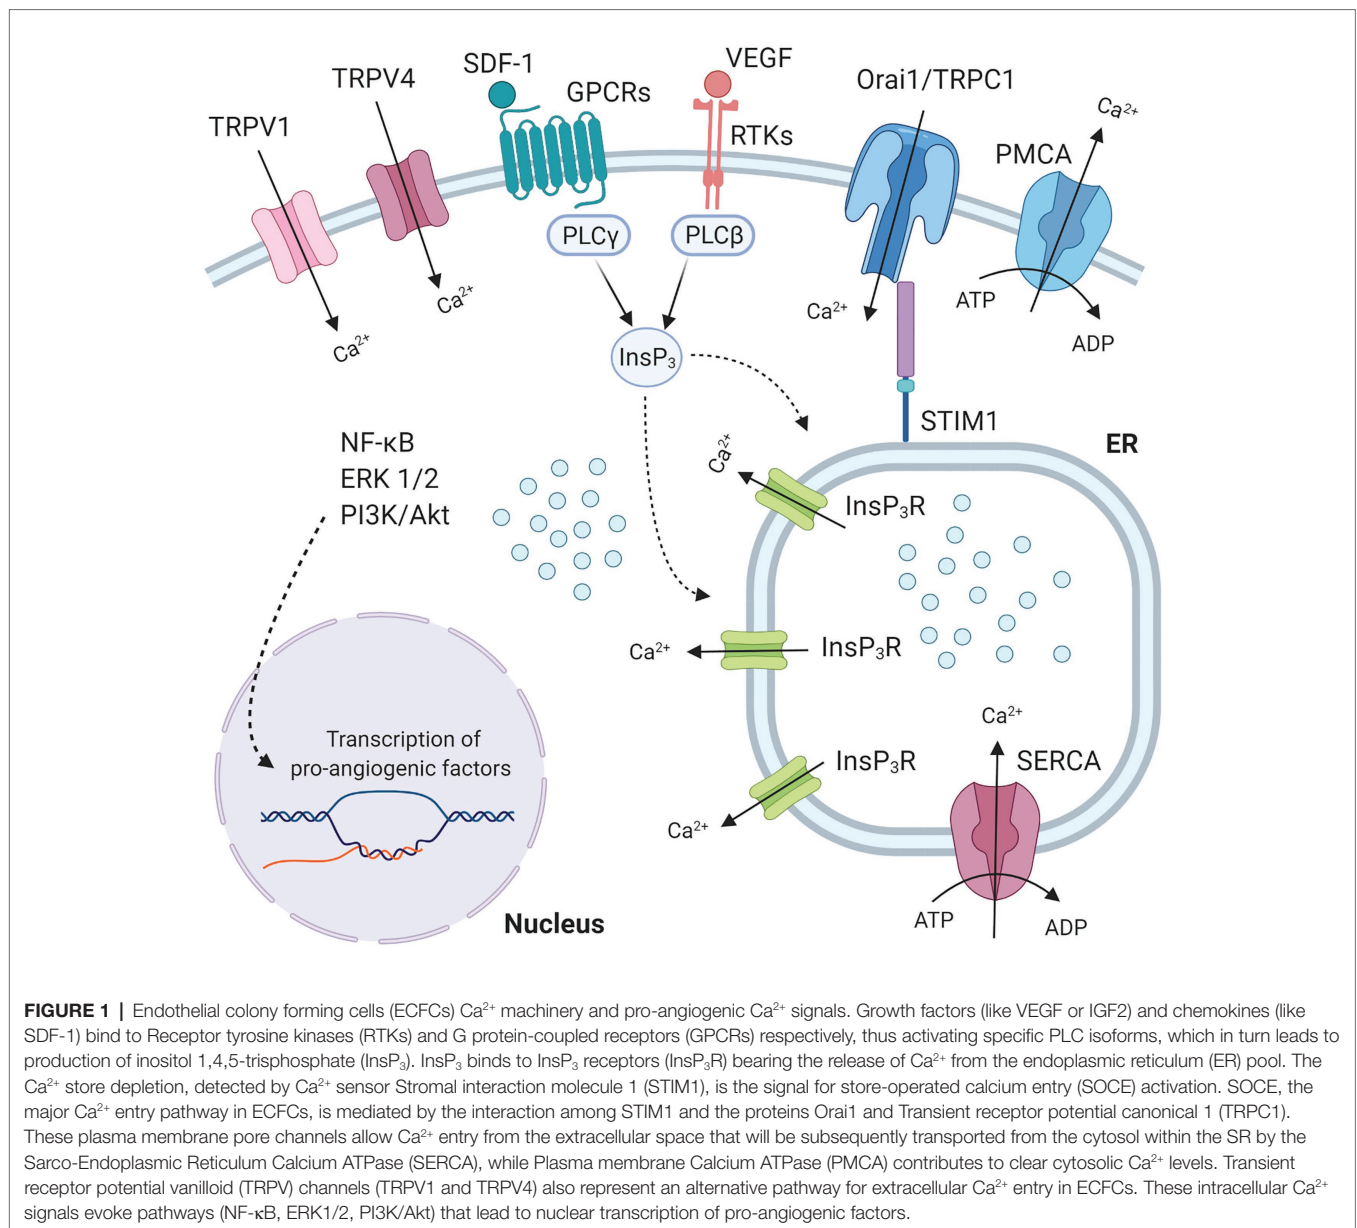 SDF-1
VEGF
TRPV4
GPCRs
Orai1/TRPC1
Ca²⁺
TRPV1
RTKs
PMCA
PLCγ
PLCβ
Ca²⁺
Ca²⁺
ATP
Ca²⁺
ADP
InsP₃
STIM1
NF-κB
ER
ERK 1/2
Ca²⁺
PI3K/Akt
InsP₃R
Ca²⁺
InsP₃R
Ca²⁺
Transcription of
pro-angiogenic factors
InsP₃R
SERCA
Ca²⁺
Nucleus
ATP
ADP
FIGURE 1 | Endothelial colony forming cells (ECFCs) Ca²⁺ machinery and pro-angiogenic Ca²⁺ signals. Growth factors (like VEGF or IGF2) and chemokines (like
SDF-1) bind to Receptor tyrosine kinases (RTKs) and G protein-coupled receptors (GPCRs) respectively, thus activating specific PLC isoforms, which in turn leads to
production of inositol 1,4,5-trisphosphate (InsP₃). InsP₃ binds to InsP₃ receptors (InsP₃R) bearing the release of Ca²⁺ from the endoplasmic reticulum (ER) pool. The
Ca²⁺ store depletion, detected by Ca²⁺ sensor Stromal interaction molecule 1 (STIM1), is the signal for store-operated calcium entry (SOCE) activation. SOCE, the
major Ca²⁺ entry pathway in ECFCs, is mediated by the interaction among STIM1 and the proteins Orai1 and Transient receptor potential canonical 1 (TRPC1).
These plasma membrane pore channels allow Ca²⁺ entry from the extracellular space that will be subsequently transported from the cytosol within the SR by the
Sarco-Endoplasmic Reticulum Calcium ATPase (SERCA), while Plasma membrane Calcium ATPase (PMCA) contributes to clear cytosolic Ca²⁺ levels. Transient
receptor potential vanilloid (TRPV) channels (TRPV1 and TRPV4) also represent an alternative pathway for extracellular Ca²⁺ entry in ECFCs. These intracellular Ca²⁺
signals evoke pathways (NF-κB, ERK1/2, PI3K/Akt) that lead to nuclear transcription of pro-angiogenic factors.